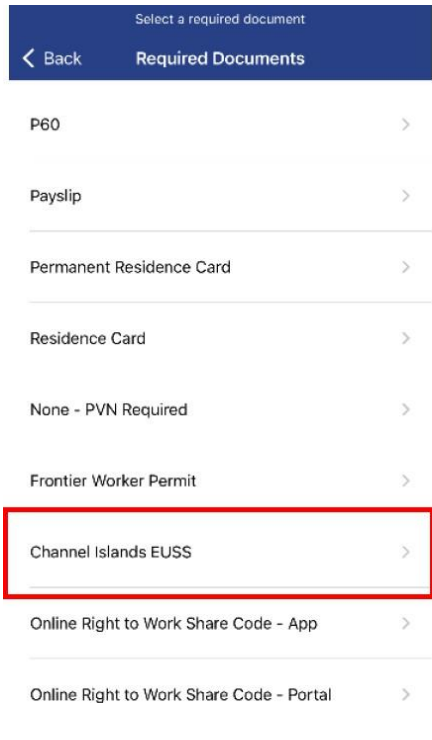 Select a required document
Back Required Documents
P60
Payslip
Permanent Residence Card
Residence Card
None - PVN Required
Frontier Worker Permit
Channel Islands EUSS
Online Right to Work Share Code - App
Online Right to Work Share Code - Portal